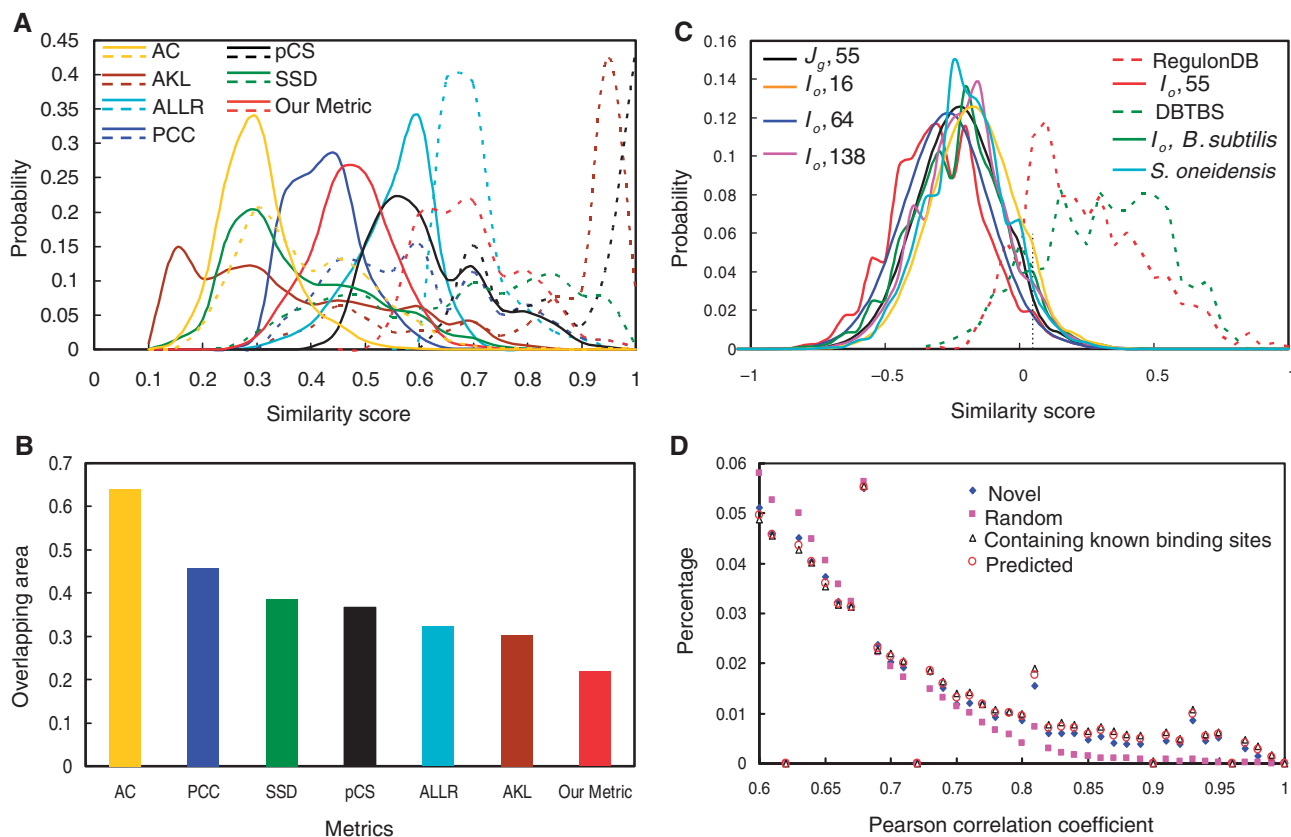 A
0.45
0.4
0.35
0.3
0.25
0.2
0.15
0.1
0.05
0
Probability
AC
AKL
ALLR
PCC
pCS
SSD
Our Metric
0 0.1 0.2 0.3 0.4 0.5 0.6 0.7 0.8 0.9 1
Similarity score
B
0.7
0.6
0.5
0.4
0.3
0.2
0.1
0
Overlapping area
AC PCC SSD pCS ALLR AKL Our Metric
Metrics
C
0.16
0.14
0.12
0.10
0.08
0.06
0.04
0.02
0
Probability
Jg, 55
Io, 16
Io, 64
Io, 138
RegulonDB
Io, 55
DBTBS
Io, B. subtilis
S. oneidensis
−1 −0.5 0 0.5 1
Similarity score
D
0.06
0.05
0.04
0.03
0.02
0.01
0
Percentage
Novel
Random
Containing known binding sites
Predicted
0.6 0.65 0.7 0.75 0.8 0.85 0.9 0.95 1
Pearson correlation coefficient